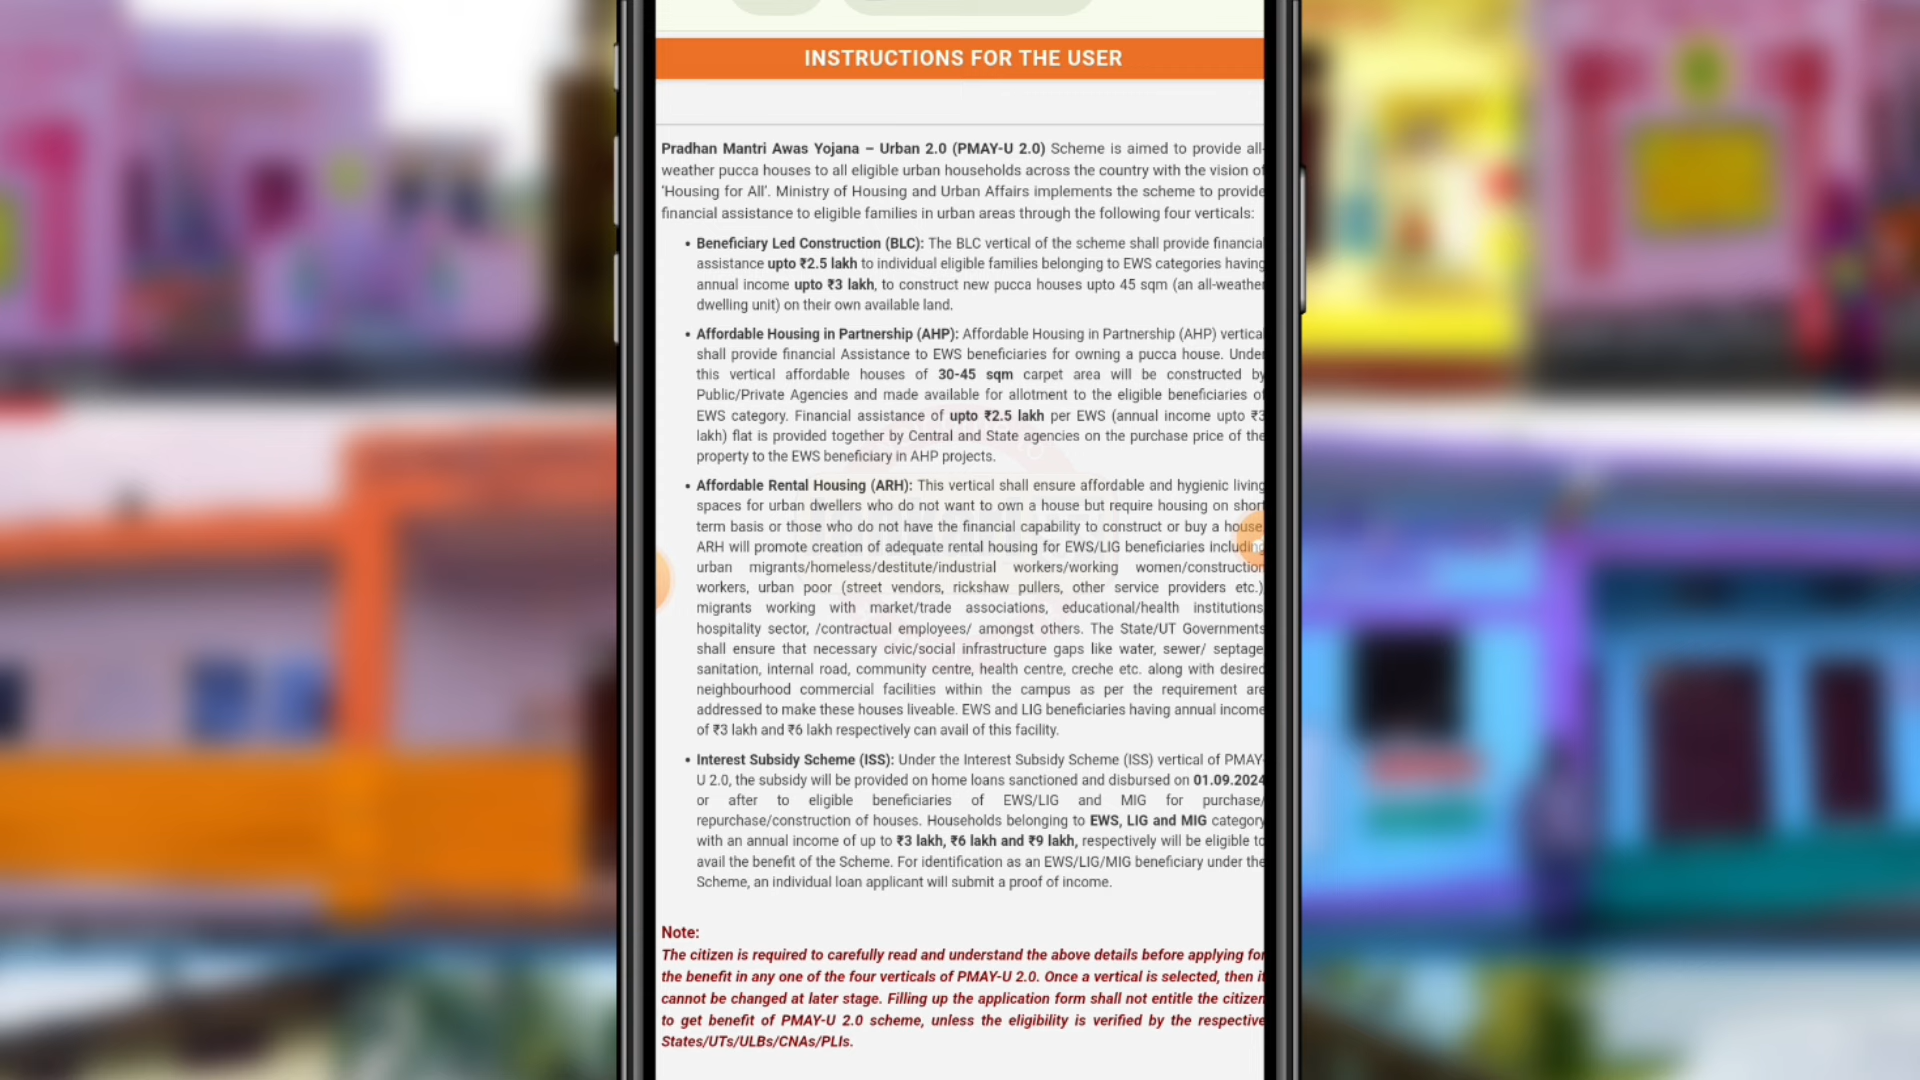 INSTRUCTIONS FOR THE USER
Pradhan Mantri Awas Yojana – Urban 2.0 (PMAY-U 2.0) Scheme is aimed to provide all-
weather pucca houses to all eligible urban households across the country with the vision of
'Housing for All'. Ministry of Housing and Urban Affairs implements the scheme to provide
financial assistance to eligible families in urban areas through the following four verticals:
• Beneficiary Led Construction (BLC): The BLC vertical of the scheme shall provide financial
assistance upto ₹2.5 lakh to individual eligible families belonging to EWS categories having
annual income upto ₹3 lakh, to construct new pucca houses upto 45 sqm (an all-weather
dwelling unit) on their own available land.
• Affordable Housing in Partnership (AHP): Affordable Housing in Partnership (AHP) vertical
shall provide financial Assistance to EWS beneficiaries for owning a pucca house. Under
this vertical affordable houses of 30-45 sqm carpet area will be constructed by
Public/Private Agencies and made available for allotment to the eligible beneficiaries of
EWS category. Financial assistance of upto ₹2.5 lakh per EWS (annual income upto ₹3
lakh) flat is provided together by Central and State agencies on the purchase price of the
property to the EWS beneficiary in AHP projects.
• Affordable Rental Housing (ARH): This vertical shall ensure affordable and hygienic living
spaces for urban dwellers who do not want to own a house but require housing on short
term basis or those who do not have the financial capability to construct or buy a house
ARH will promote creation of adequate rental housing for EWS/LIG beneficiaries including
urban migrants/homeless/destitute/industrial workers/working women/construction
workers, urban poor (street vendors, rickshaw pullers, other service providers etc.)
migrants working with market/trade associations, educational/health institutions
hospitality sector, /contractual employees/ amongst others. The State/UT Governments
shall ensure that necessary civic/social infrastructure gaps like water, sewer/ septage
sanitation, internal road, community centre, health centre, creche etc. along with desired
neighbourhood commercial facilities within the campus as per the requirement are
addressed to make these houses liveable. EWS and LIG beneficiaries having annual income
of ₹3 lakh and ₹6 lakh respectively can avail of this facility.
• Interest Subsidy Scheme (ISS): Under the Interest Subsidy Scheme (ISS) vertical of PMAY-
U 2.0, the subsidy will be provided on home loans sanctioned and disbursed on 01.09.2024
or after to eligible beneficiaries of EWS/LIG and MIG for purchase/
repurchase/construction of houses. Households belonging to EWS, LIG and MIG category
with an annual income of up to ₹3 lakh, ₹6 lakh and ₹9 lakh, respectively will be eligible to
avail the benefit of the Scheme. For identification as an EWS/LIG/MIG beneficiary under the
Scheme, an individual loan applicant will submit a proof of income.
Note:
The citizen is required to carefully read and understand the above details before applying for
the benefit in any one of the four verticals of PMAY-U 2.0. Once a vertical is selected, then it
cannot be changed at later stage. Filling up the application form shall not entitle the citizen
to get benefit of PMAY-U 2.0 scheme, unless the eligibility is verified by the respective
States/UTs/ULBs/CNAs/PLIs.